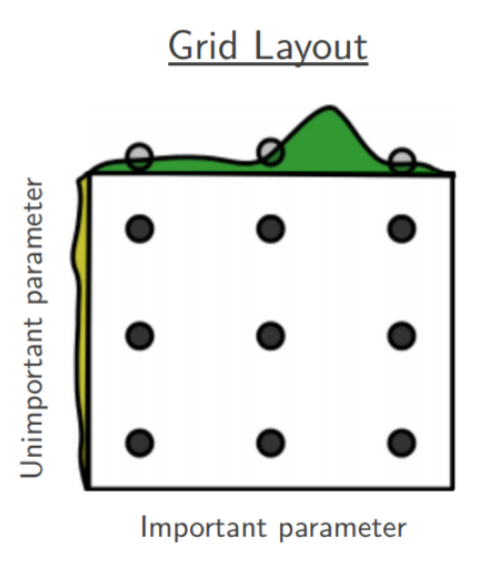 Grid Layout
Unimportant parameter
Important parameter